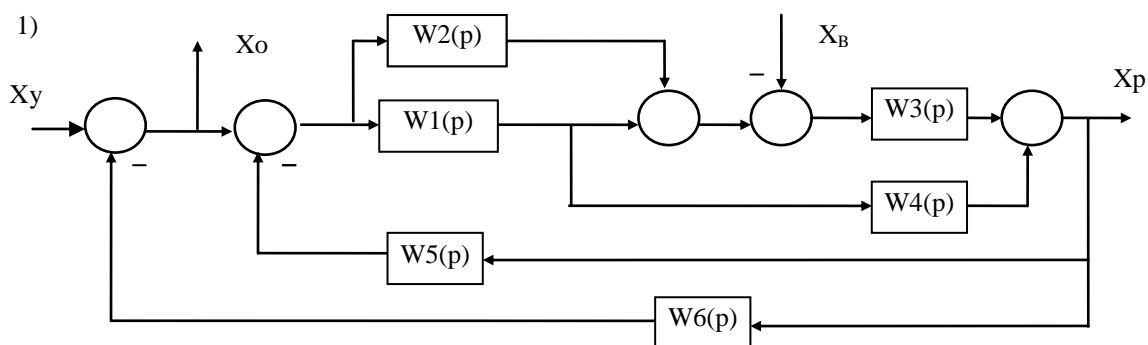 1)
Xo
W2(p)
Xв
Xy
W1(p)
W3(p)
Xp
–
–
–
W4(p)
W5(p)
W6(p)